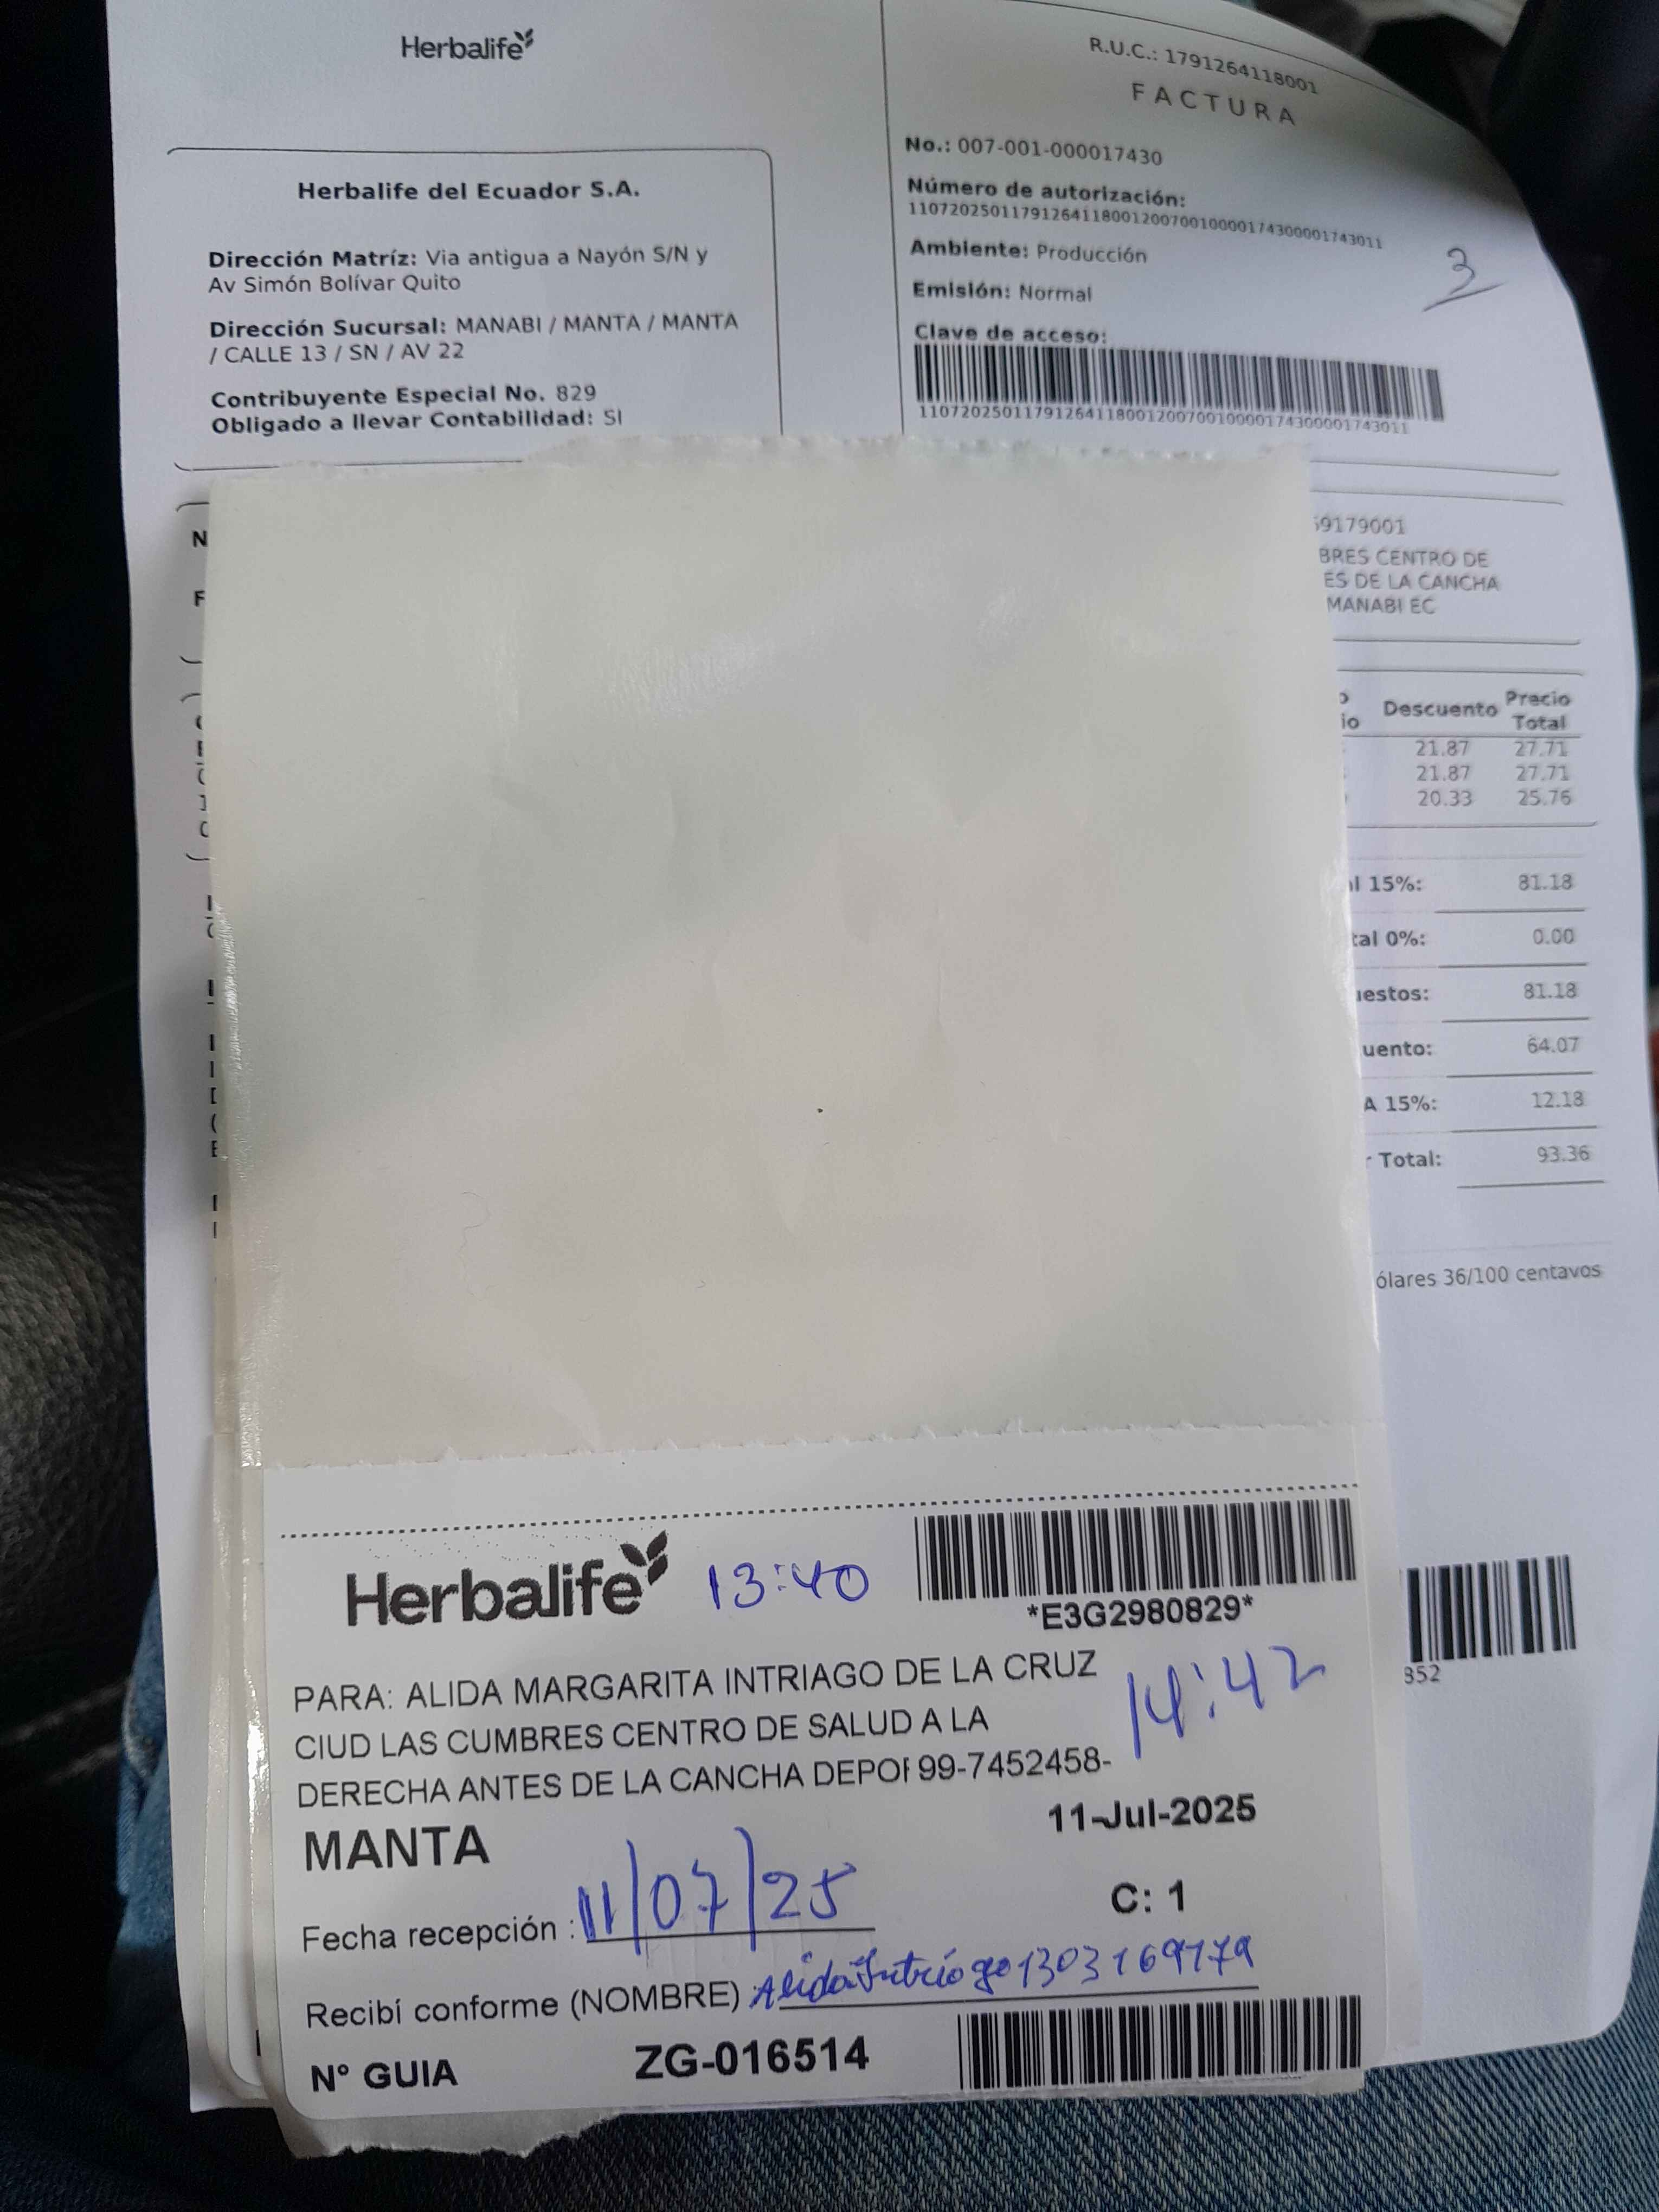 Herbalife
R.U.C.: 1791264118001
FACTURA
No.: 007-001-000017430
Número de autorización:
1107202501179126411800120070010000174300001743011
Ambiente: Producción
Emisión: Normal
Clave de acceso:
1107202501179126411800120070010000174300001743011
3
Herbalife del Ecuador S.A.
Dirección Matríz: Via antigua a Nayón S/N y
Av Simón Bolívar Quito
Dirección Sucursal: MANABI / MANTA / MANTA
/ CALLE 13 / SN / AV 22
Contribuyente Especial No. 829
Obligado a llevar Contabilidad: SI
9179001
BRES CENTRO DE
ES DE LA CANCHA
MANABI EC
Descuento Precio Total
21.87 27.71
21.87 27.71
20.33 25.76
15%: 81.18
tal 0%: 0.00
uestos: 81.18
uento: 64.07
A 15%: 12.18
Total: 93.36
ólares 36/100 centavos
852
Herbalife 13:40
*E3G2980829*
PARA: ALIDA MARGARITA INTRIAGO DE LA CRUZ
CIUD LAS CUMBRES CENTRO DE SALUD A LA
14:42
DERECHA ANTES DE LA CANCHA DEPO 99-7452458-
11-Jul-2025
MANTA
C: 1
Fecha recepción : 11/07/25
Recibí conforme (NOMBRE) Alida Intriago 1303169179
N° GUIA ZG-016514